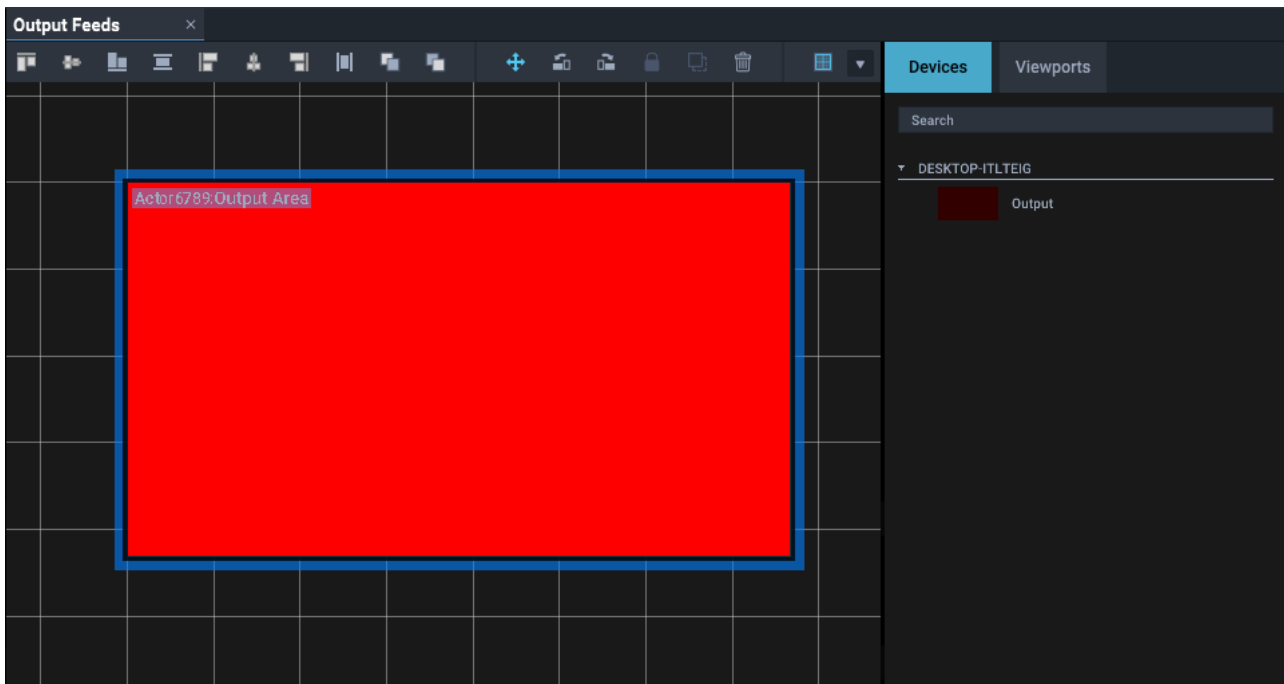 Output Feeds
Devices
Viewports
Search
DESKTOP-ITLTEIG
Output
Actor6789:Output Area